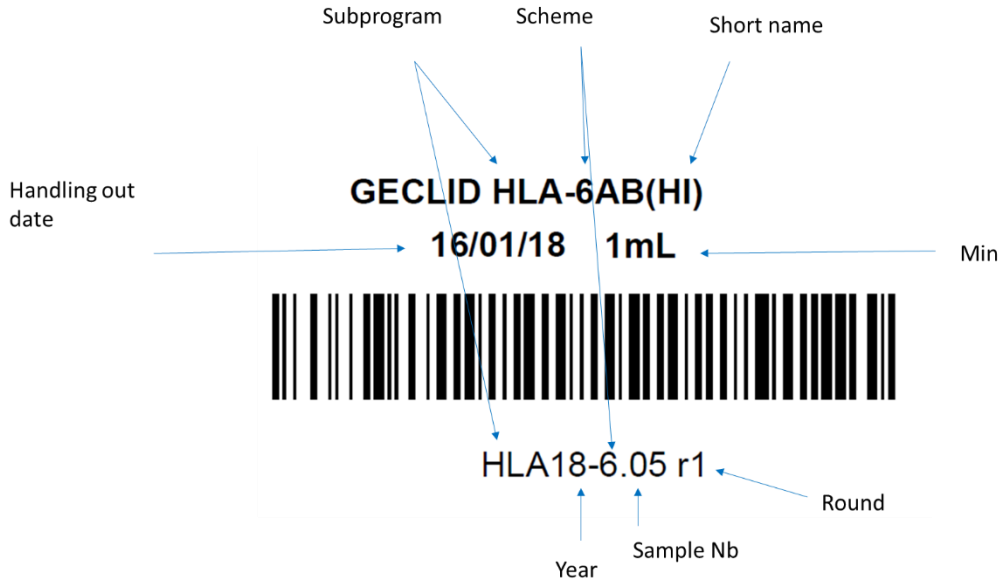 Subprogram Scheme Short name
GECLID HLA-6AB(HI)
Handling out
date
16/01/18 1mL
Min
HLA18-6.05 r1
Round
Sample Nb
Year